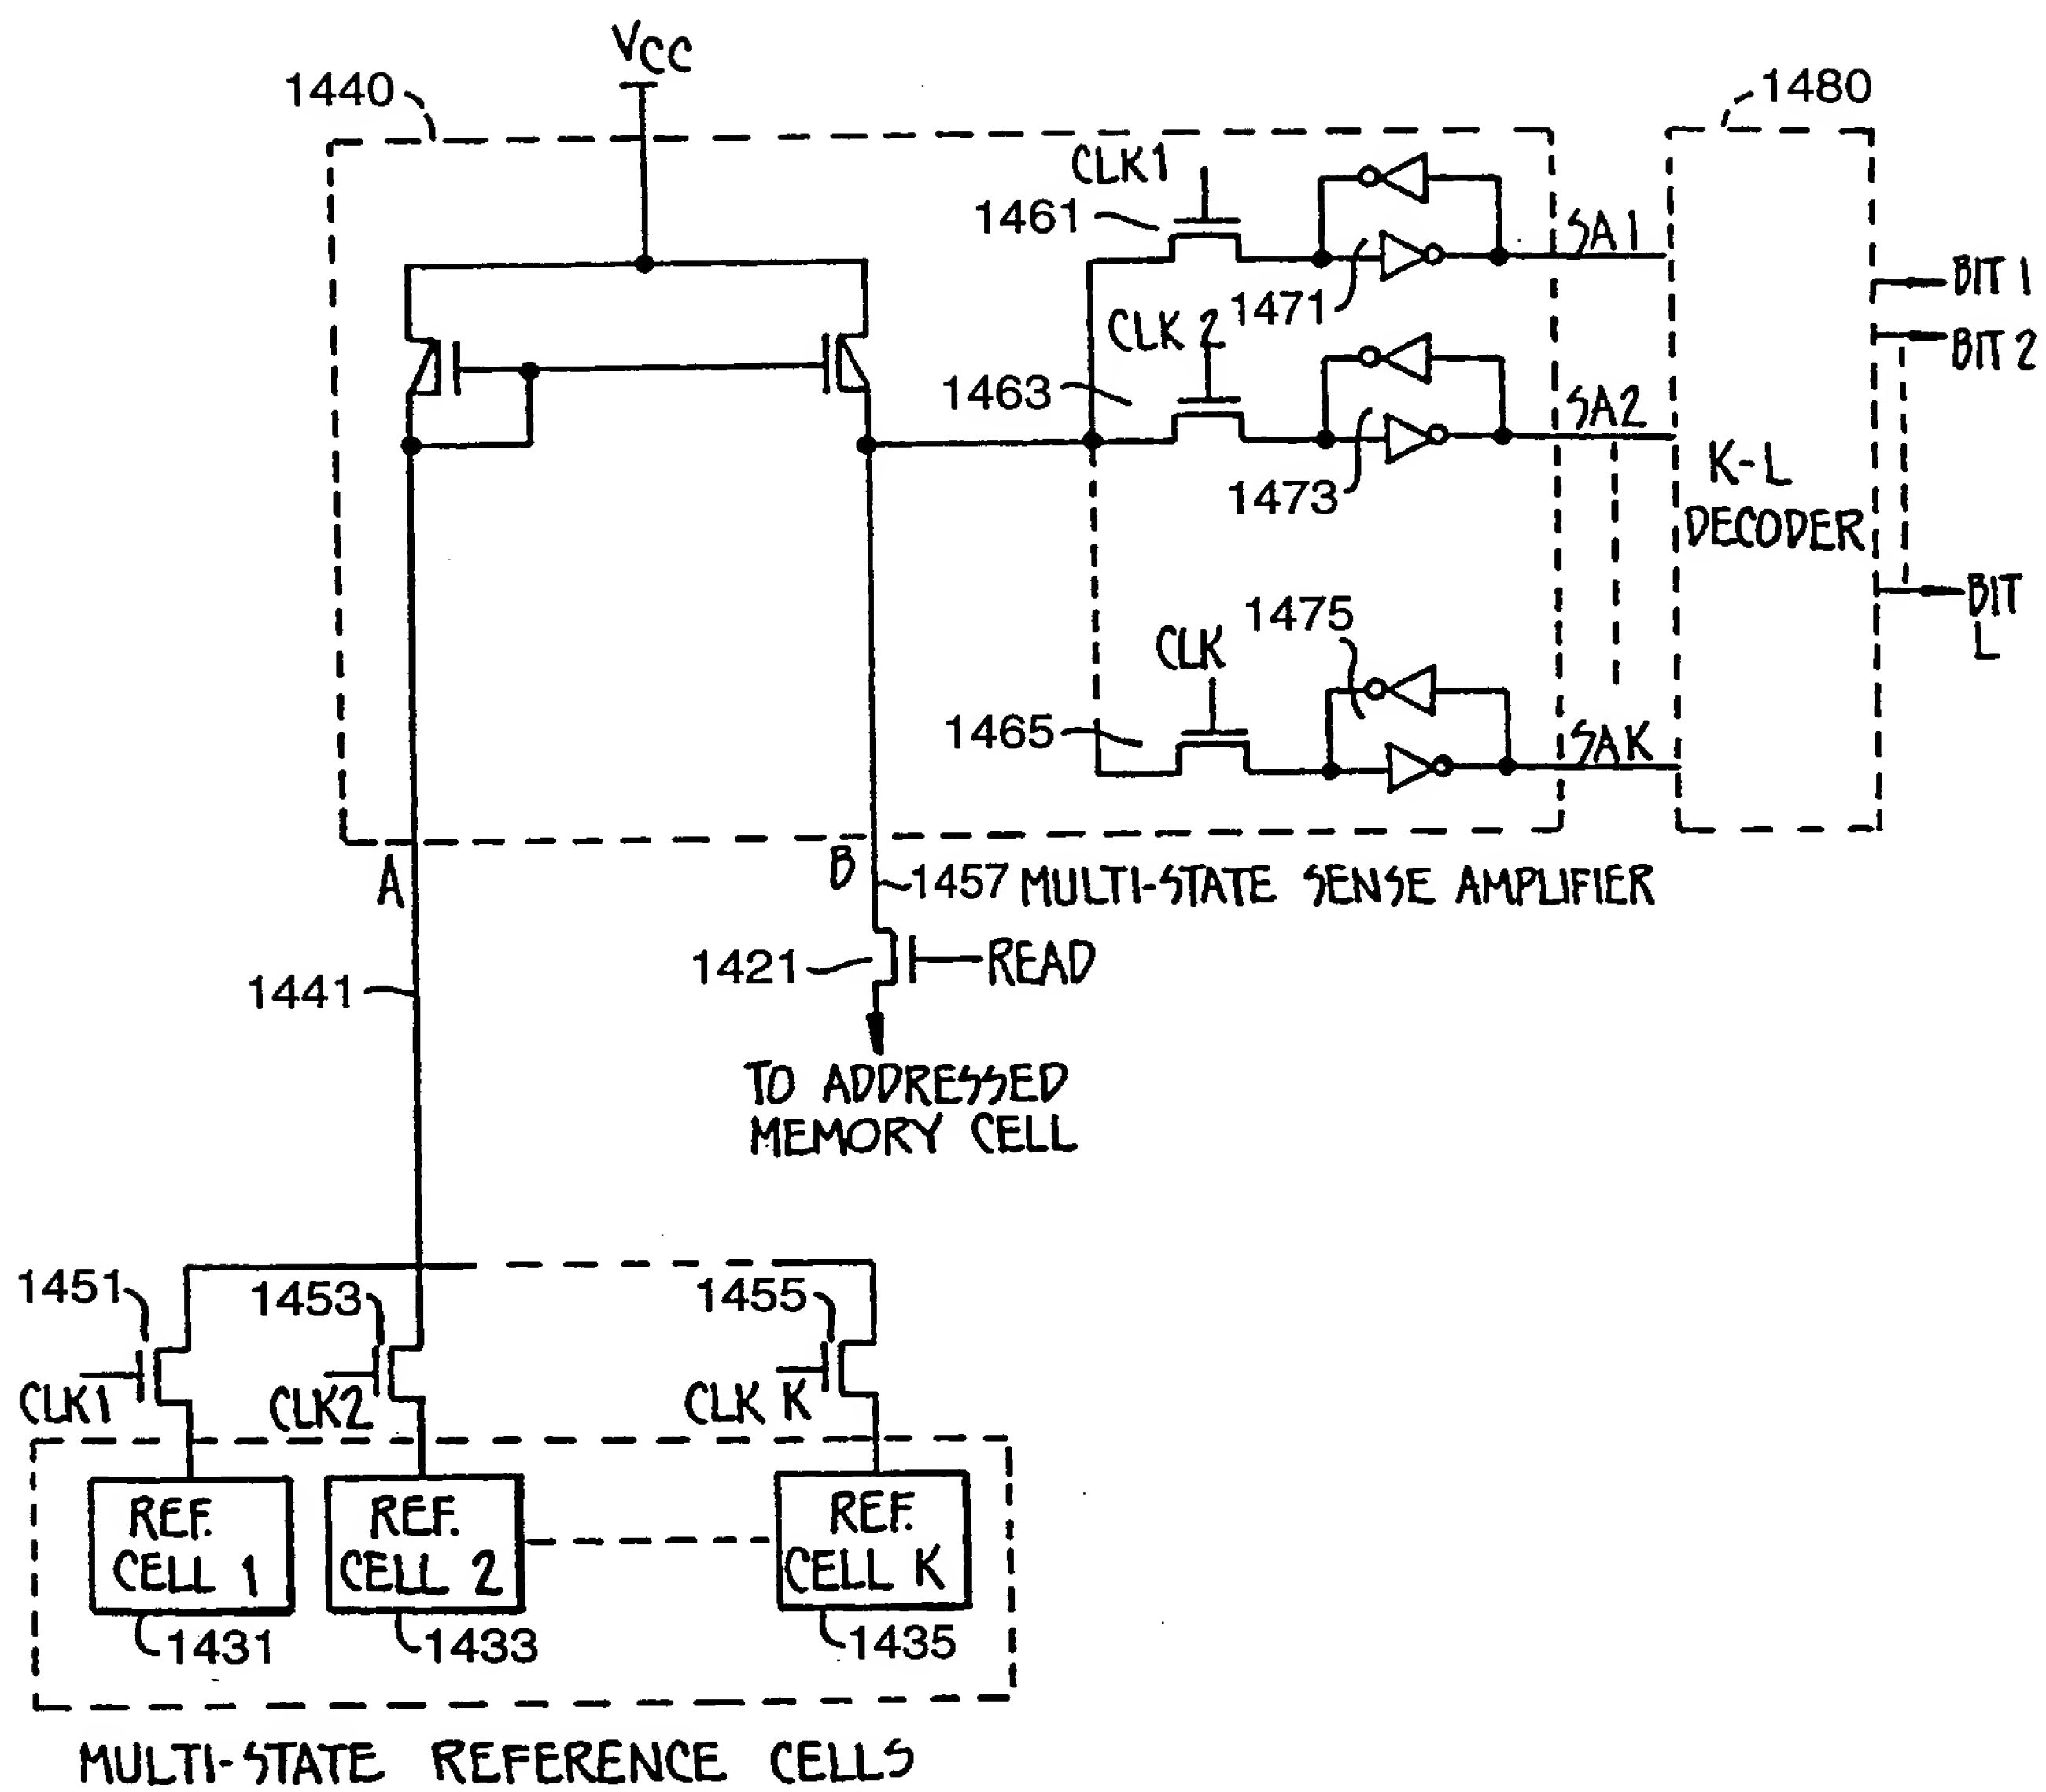 VCC
1440
1480
CLK1
1461
SA1
1471
BIT 1
CLK 2
BIT 2
1463
SA2
1473
K-L
DECODER
BIT
L
1475
CLK
1465
SAK
A
B
1457
MULTI-STATE SENSE AMPLIFIER
1421
READ
1441
TO ADDRESSED
MEMORY CELL
1451
1453
1455
CLK1
CLK2
CLK K
REF.
CELL 1
REF.
CELL 2
REF.
CELL K
1431
1433
1435
MULTI-STATE REFERENCE CELLS